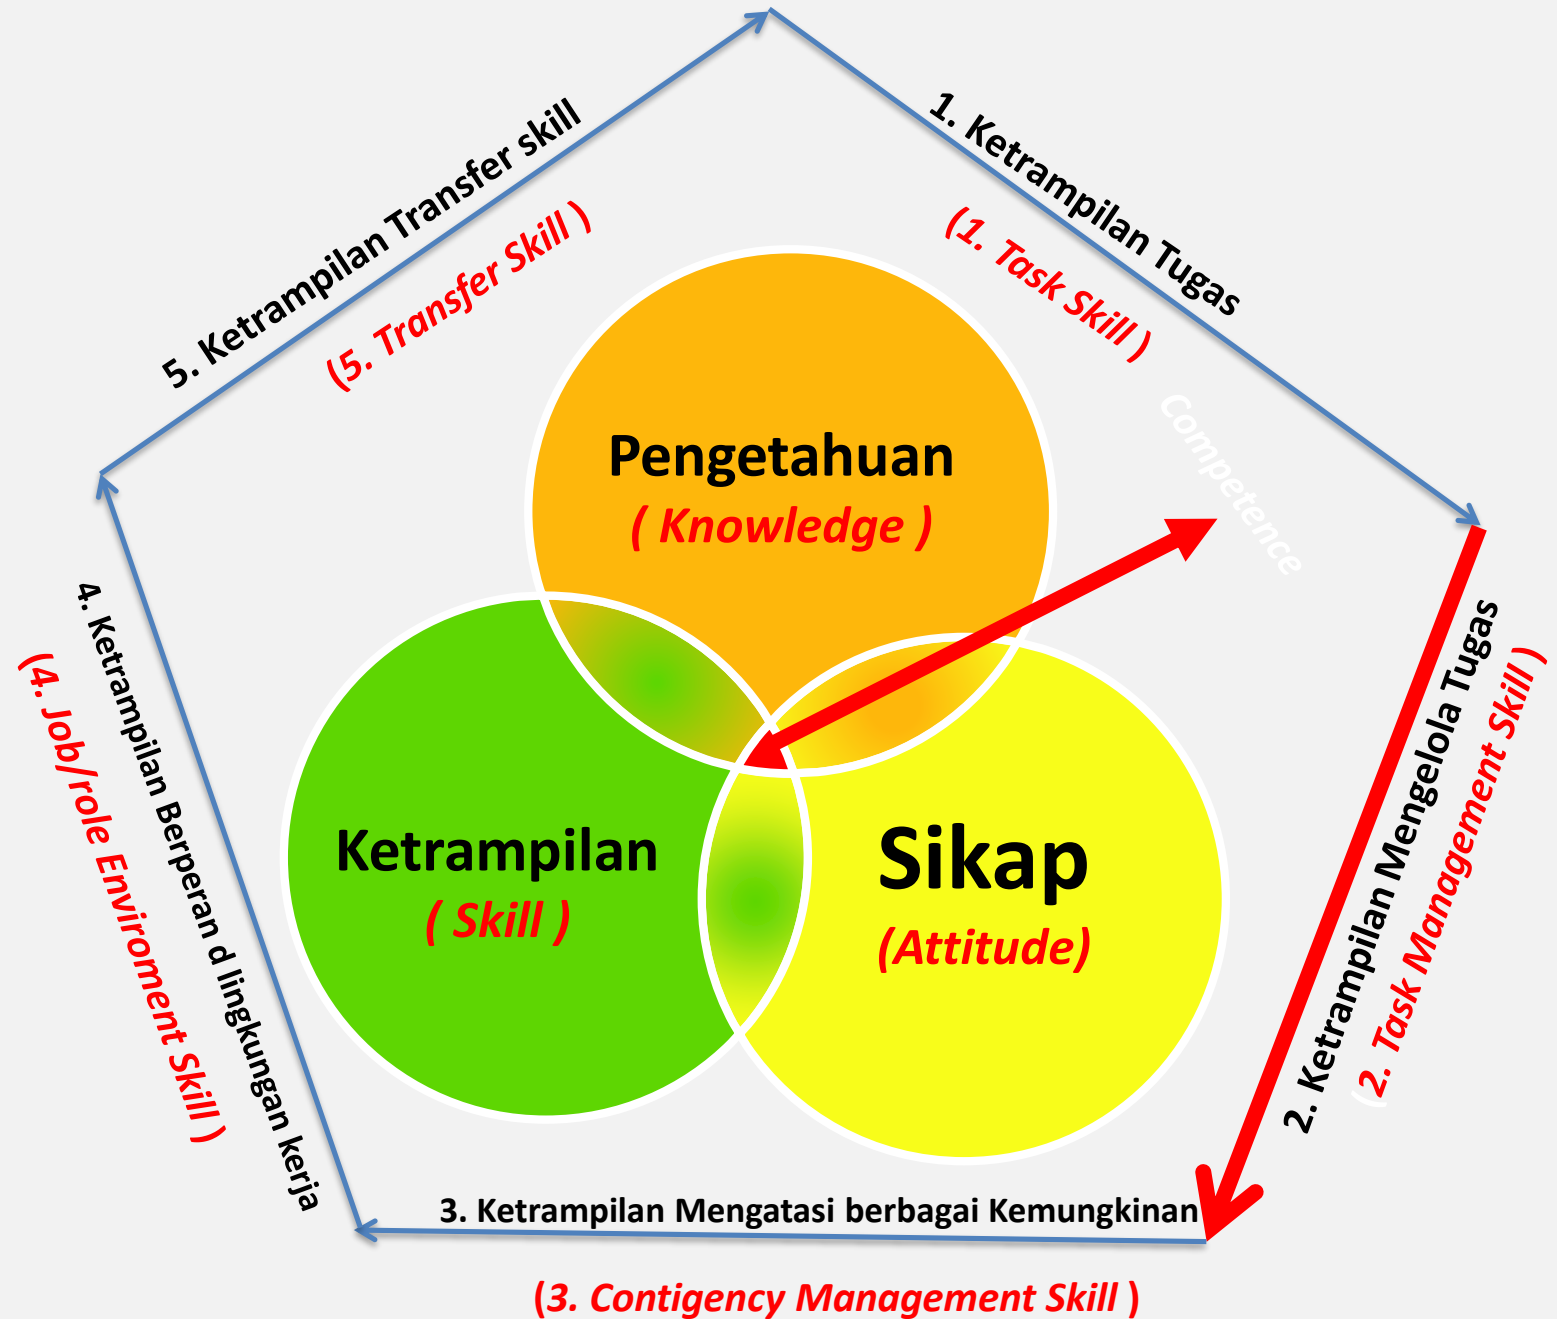 1. Ketrampilan Tugas
(1. Task Skill )
5. Ketrampilan Transfer skill
(5. Transfer Skill )
Competence
Pengetahuan
( Knowledge )
Ketrampilan
( Skill )
Sikap
(Attitude)
2. Ketrampilan Mengelola Tugas
(2. Task Management Skill )
3. Ketrampilan Mengatasi berbagai Kemungkinan
(3. Contigency Management Skill )
4. Ketrampilan Berperan d lingkungan kerja
(4. Job/role Enviroment Skill )